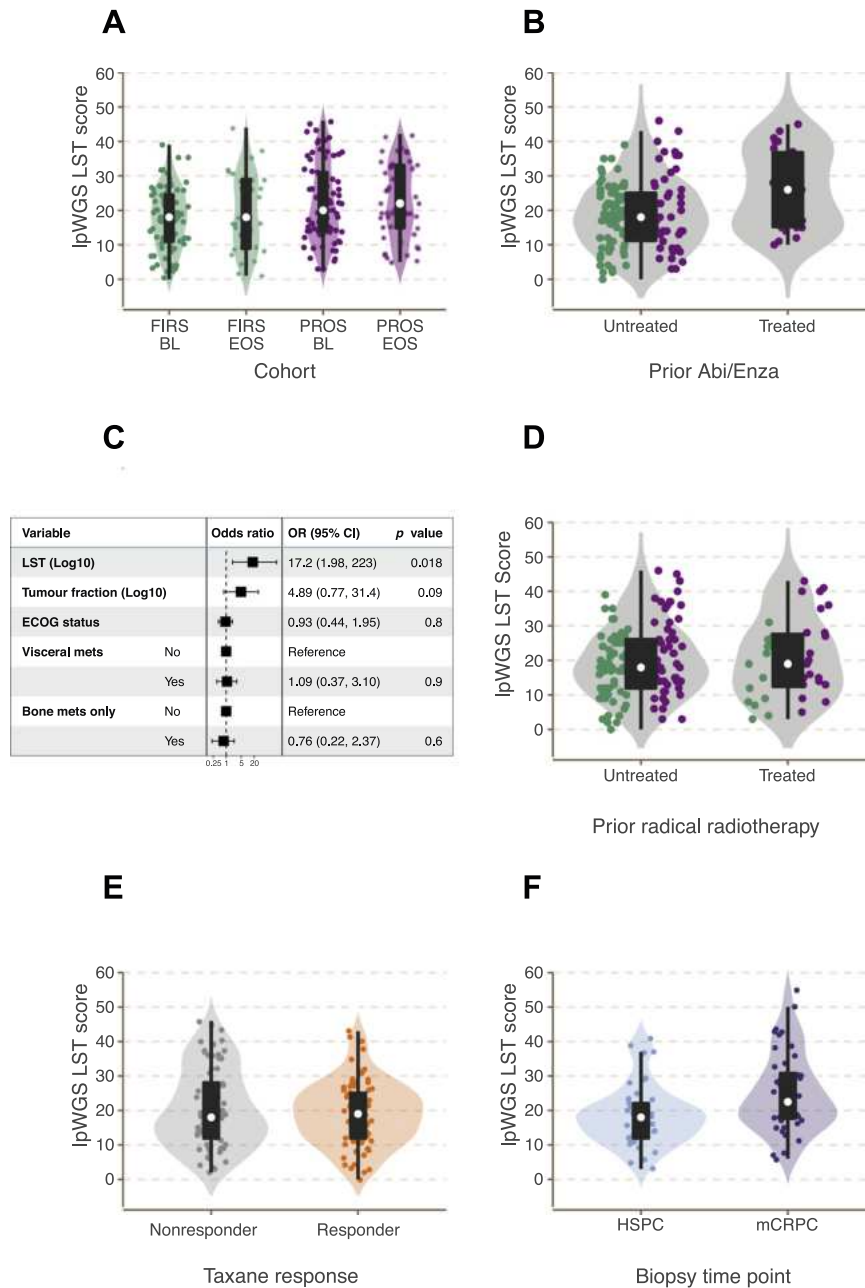 A
lpWGS LST score
60
50
40
30
20
10
0
FIRS BL
FIRS EOS
PROS BL
PROS EOS
Cohort
B
lpWGS LST score
60
50
40
30
20
10
0
Untreated
Treated
Prior Abi/Enza
C
Variable Odds ratio OR (95% CI) p value
LST (Log10) 17.2 (1.98, 223) 0.018
Tumour fraction (Log10) 4.89 (0.77, 31.4) 0.09
ECOG status 0.93 (0.44, 1.95) 0.8
Visceral mets No Reference
Yes 1.09 (0.37, 3.10) 0.9
Bone mets only No Reference
Yes 0.76 (0.22, 2.37) 0.6
0.25 1 5 20
D
lpWGS LST Score
60
50
40
30
20
10
0
Untreated
Treated
Prior radical radiotherapy
E
lpWGS LST score
60
50
40
30
20
10
0
Nonresponder
Responder
Taxane response
F
lpWGS LST score
60
50
40
30
20
10
0
HSPC
mCRPC
Biopsy time point